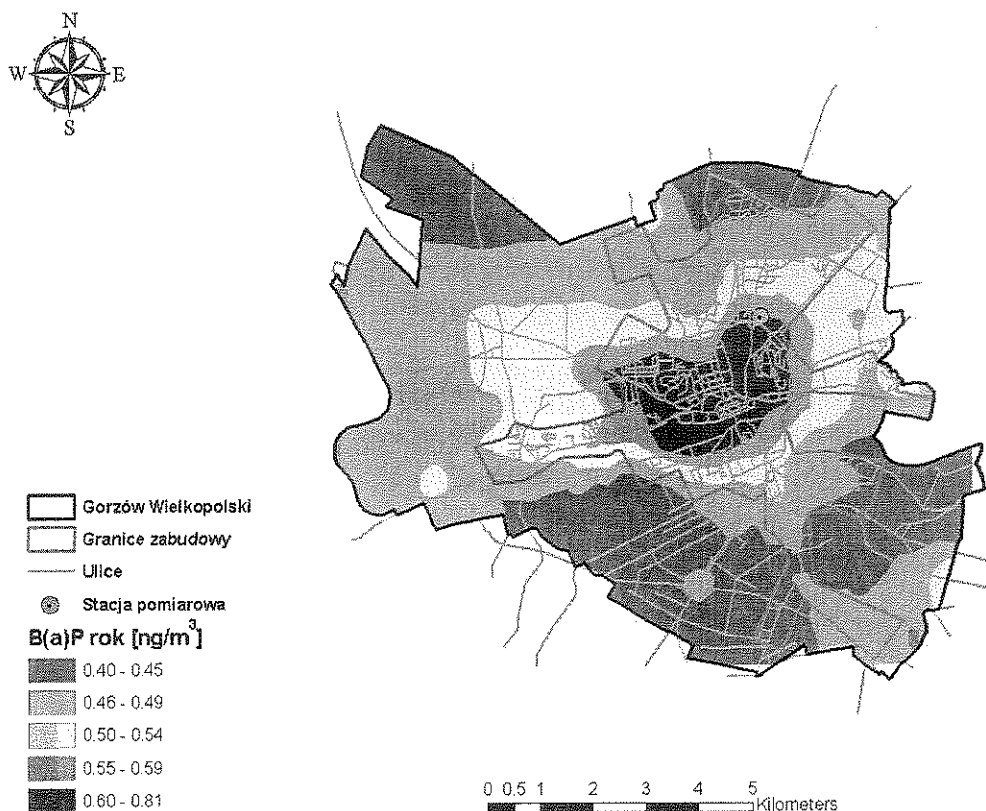 N
W E
S
Gorzów Wielkopolski
Granice zabudowy
Ulice
Stacja pomiarowa
B(a)P rok [ng/m³]
0.40 - 0.45
0.46 - 0.49
0.50 - 0.54
0.55 - 0.59
0.60 - 0.81
0 0.5 1 2 3 4 5
Kilometers